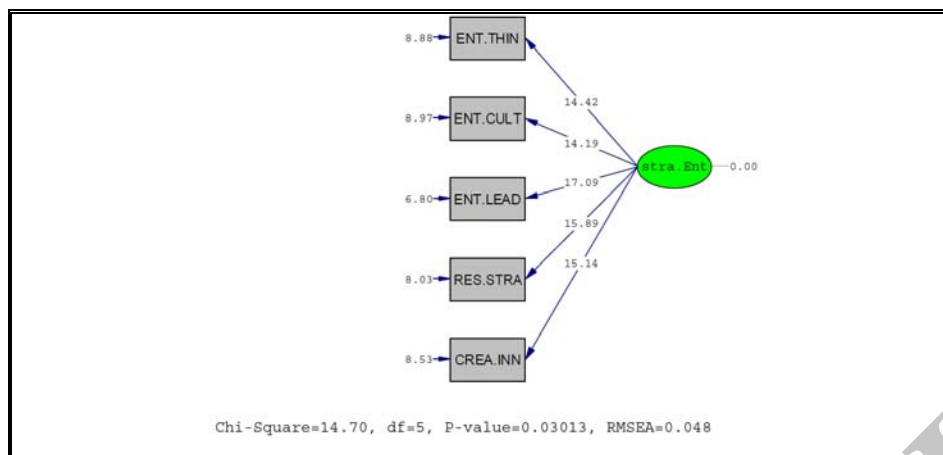 8.88 ENT.THIN
14.42
8.97 ENT.CULT
14.19
stra.Ent 0.00
6.80 ENT.LEAD
17.09
15.89
8.03 RES.STRA
15.14
8.53 CREA.INN
Chi-Square=14.70, df=5, P-value=0.03013, RMSEA=0.048